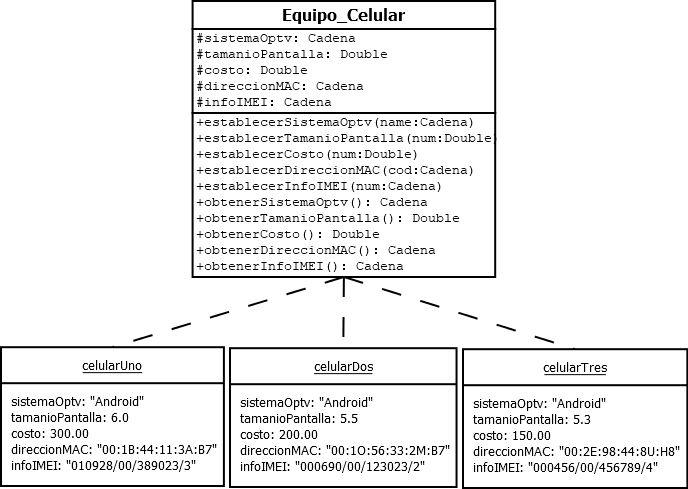 Equipo_Celular
#sistemaOptv: Cadena
#tamanioPantalla: Double
#costo: Double
#direccionMAC: Cadena
#infoIMEI: Cadena
+establecerSistemaOptv(name:Cadena)
+establecerTamanioPantalla(num:Double)
+establecerCosto(num:Double)
+establecerDireccionMAC(cod:Cadena)
+establecerInfoIMEI(num:Cadena)
+obtenerSistemaOptv(): Cadena
+obtenerTamanioPantalla(): Double
+obtenerCosto(): Double
+obtenerDireccionMAC(): Cadena
+obtenerInfoIMEI(): Cadena
celularUno
sistemaOptv: "Android"
tamanioPantalla: 6.0
costo: 300.00
direccionMAC: "00:1B:44:11:3A:B7"
infoIMEI: "010928/00/389023/3"
celularDos
sistemaOptv: "Android"
tamanioPantalla: 5.5
costo: 200.00
direccionMAC: "00:1O:56:33:2M:B7"
infoIMEI: "000690/00/123023/2"
celularTres
sistemaOptv: "Android"
tamanioPantalla: 5.3
costo: 150.00
direccionMAC: "00:2E:98:44:8U:H8"
infoIMEI: "000456/00/456789/4"